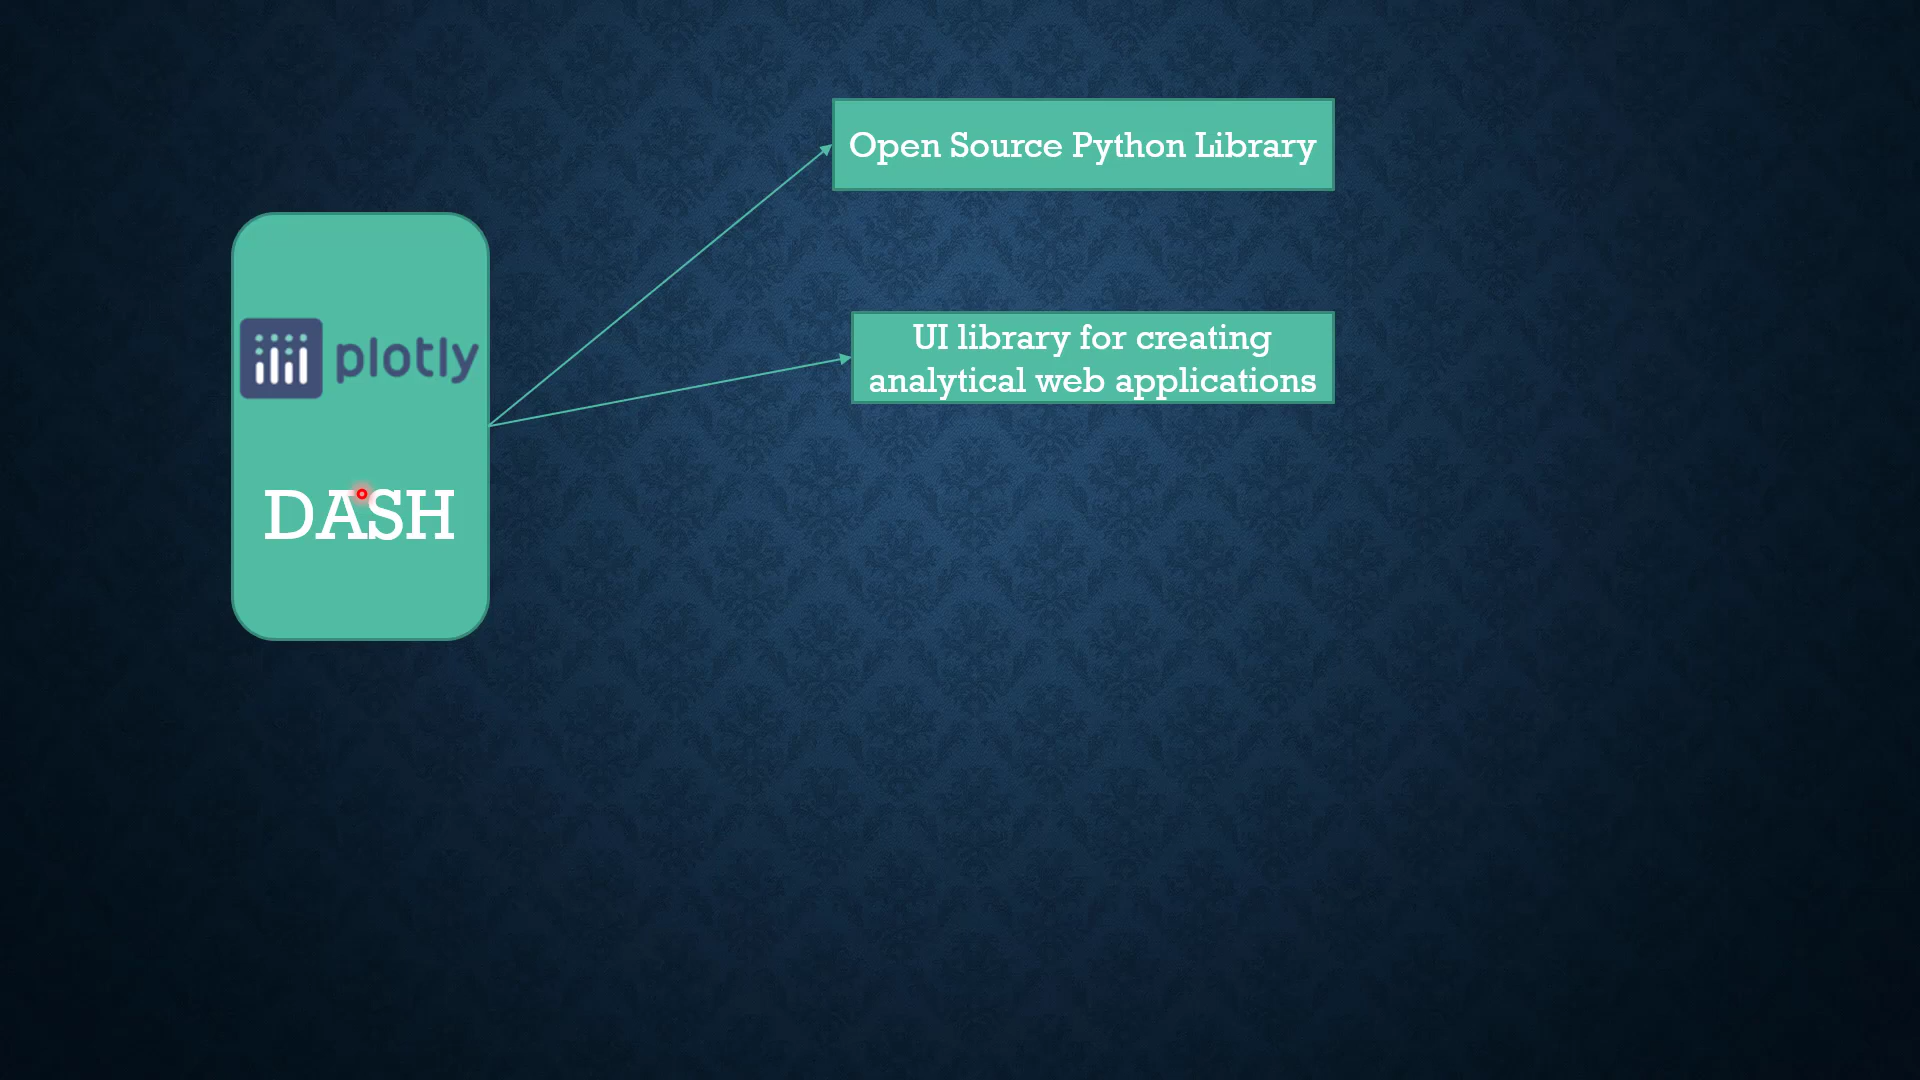 plotly
DASH
Open Source Python Library
UI library for creating
analytical web applications